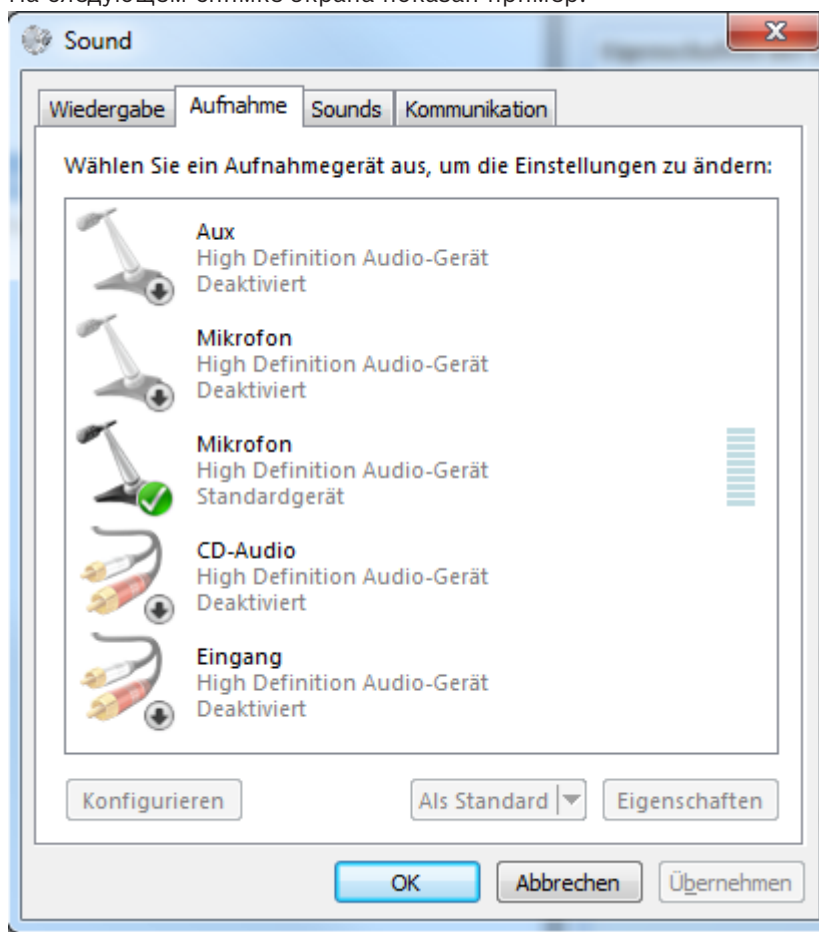 На следующем снимке экрана показан пример:
Sound
Wiedergabe Aufnahme Sounds Kommunikation
Wählen Sie ein Aufnahmegerät aus, um die Einstellungen zu ändern:
Aux
High Definition Audio-Gerät
Deaktiviert
Mikrofon
High Definition Audio-Gerät
Deaktiviert
Mikrofon
High Definition Audio-Gerät
Standardgerät
CD-Audio
High Definition Audio-Gerät
Deaktiviert
Eingang
High Definition Audio-Gerät
Deaktiviert
Konfigurieren Als Standard Eigenschaften
OK Abbrechen Übernehmen